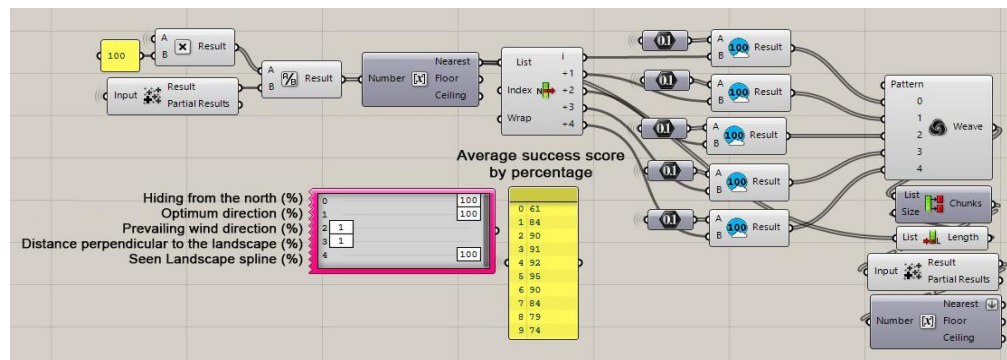 100
A
B
Result
Input
Result
Partial Results
A
B
A/B
Result
Number
[x]
Nearest
Floor
Ceiling
List
Index
Wrap
N
i
+1
+2
+3
+4
0.1
A
B
100
Result
0.1
A
B
100
Result
0.1
A
B
100
Result
0.1
A
B
100
Result
0.1
A
B
100
Result
Pattern
0
1
2
3
4
Weave
List
Size
Chunks
List
Length
Input
Result
Partial Results
Number
[x]
Nearest
Floor
Ceiling
Hiding from the north (%)
Optimum direction (%)
Prevailing wind direction (%)
Distance perpendicular to the landscape (%)
Seen Landscape spline (%)
0 100
1 100
2 1
3 1
4 100
Average success score
by percentage
0 61
1 84
2 90
3 91
4 92
5 95
6 90
7 84
8 79
9 74